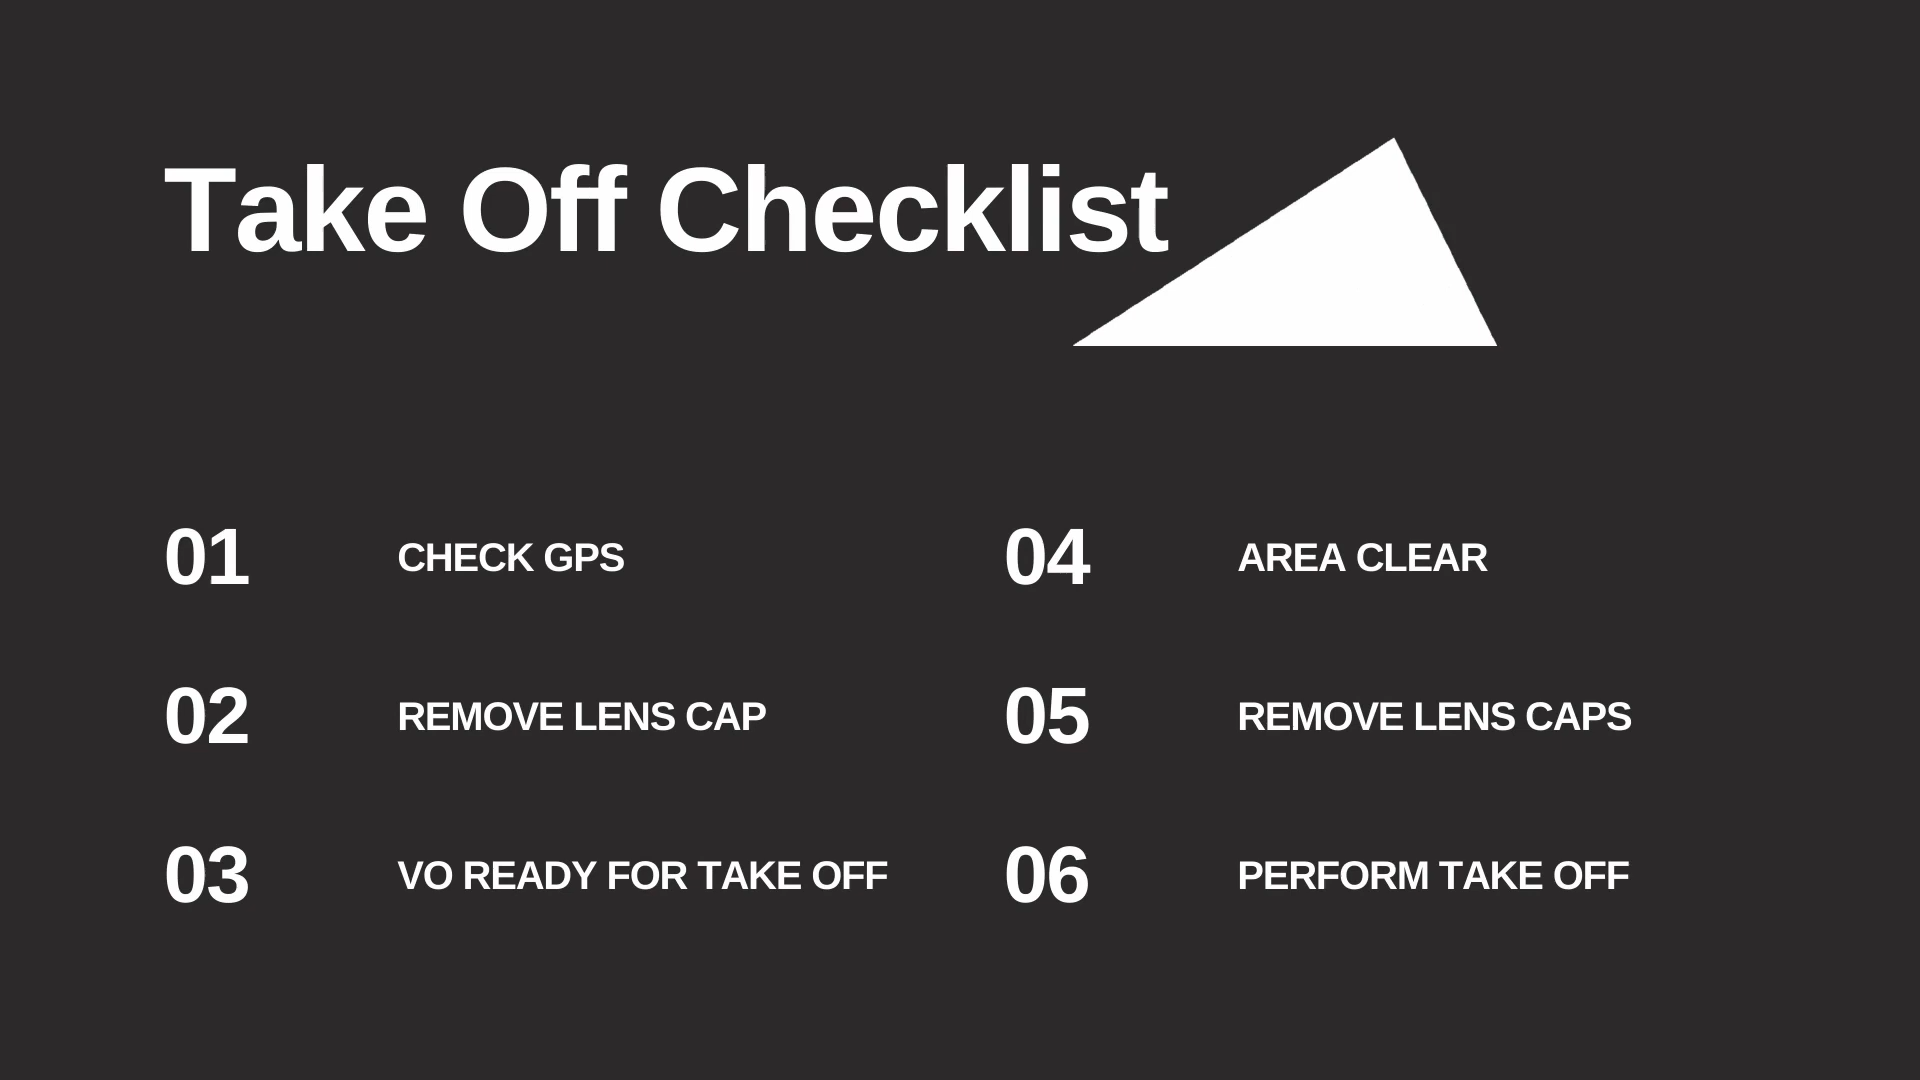 Take Off Checklist
01 CHECK GPS
02 REMOVE LENS CAP
03 VO READY FOR TAKE OFF
04 AREA CLEAR
05 REMOVE LENS CAPS
06 PERFORM TAKE OFF